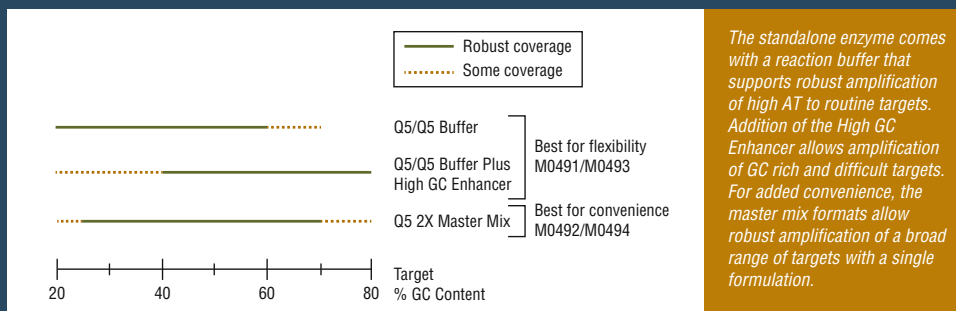 Robust coverage
Some coverage
Q5/Q5 Buffer
Q5/Q5 Buffer Plus
High GC Enhancer
Best for flexibility
M0491/M0493
Q5 2X Master Mix
Best for convenience
M0492/M0494
20
40
60
80
Target
% GC Content
The standalone enzyme comes
with a reaction buffer that
supports robust amplification
of high AT to routine targets.
Addition of the High GC
Enhancer allows amplification
of GC rich and difficult targets.
For added convenience, the
master mix formats allow
robust amplification of a broad
range of targets with a single
formulation.